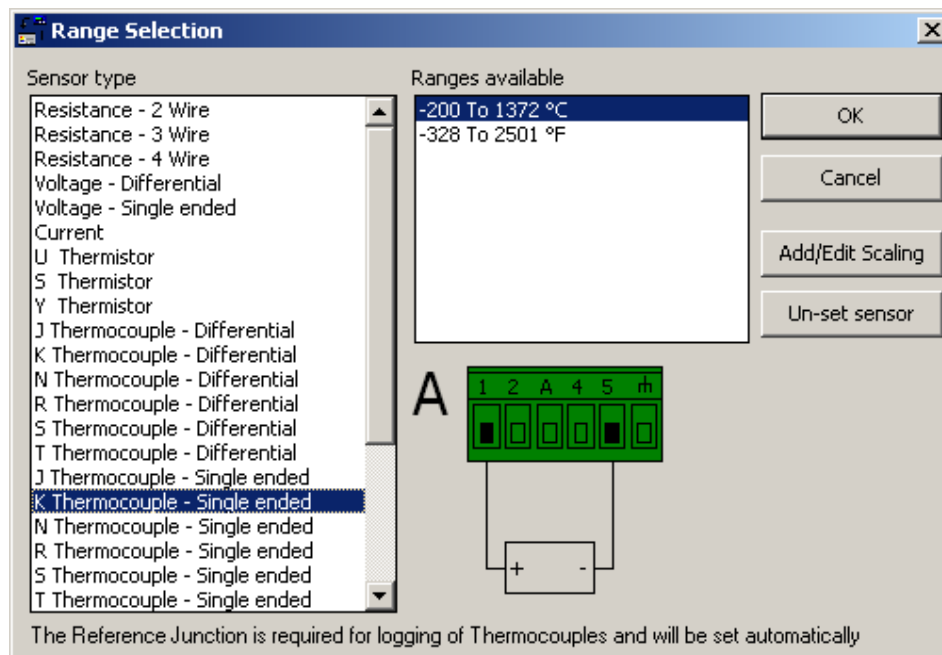 Range Selection
Sensor type
Resistance - 2 Wire
Resistance - 3 Wire
Resistance - 4 Wire
Voltage - Differential
Voltage - Single ended
Current
U Thermistor
S Thermistor
Y Thermistor
J Thermocouple - Differential
K Thermocouple - Differential
N Thermocouple - Differential
R Thermocouple - Differential
S Thermocouple - Differential
T Thermocouple - Differential
J Thermocouple - Single ended
K Thermocouple - Single ended
N Thermocouple - Single ended
R Thermocouple - Single ended
S Thermocouple - Single ended
T Thermocouple - Single ended
Ranges available
-200 To 1372 °C
-328 To 2501 °F
OK
Cancel
Add/Edit Scaling
Un-set sensor
A
1 2 A 4 5
+ -
The Reference Junction is required for logging of Thermocouples and will be set automatically